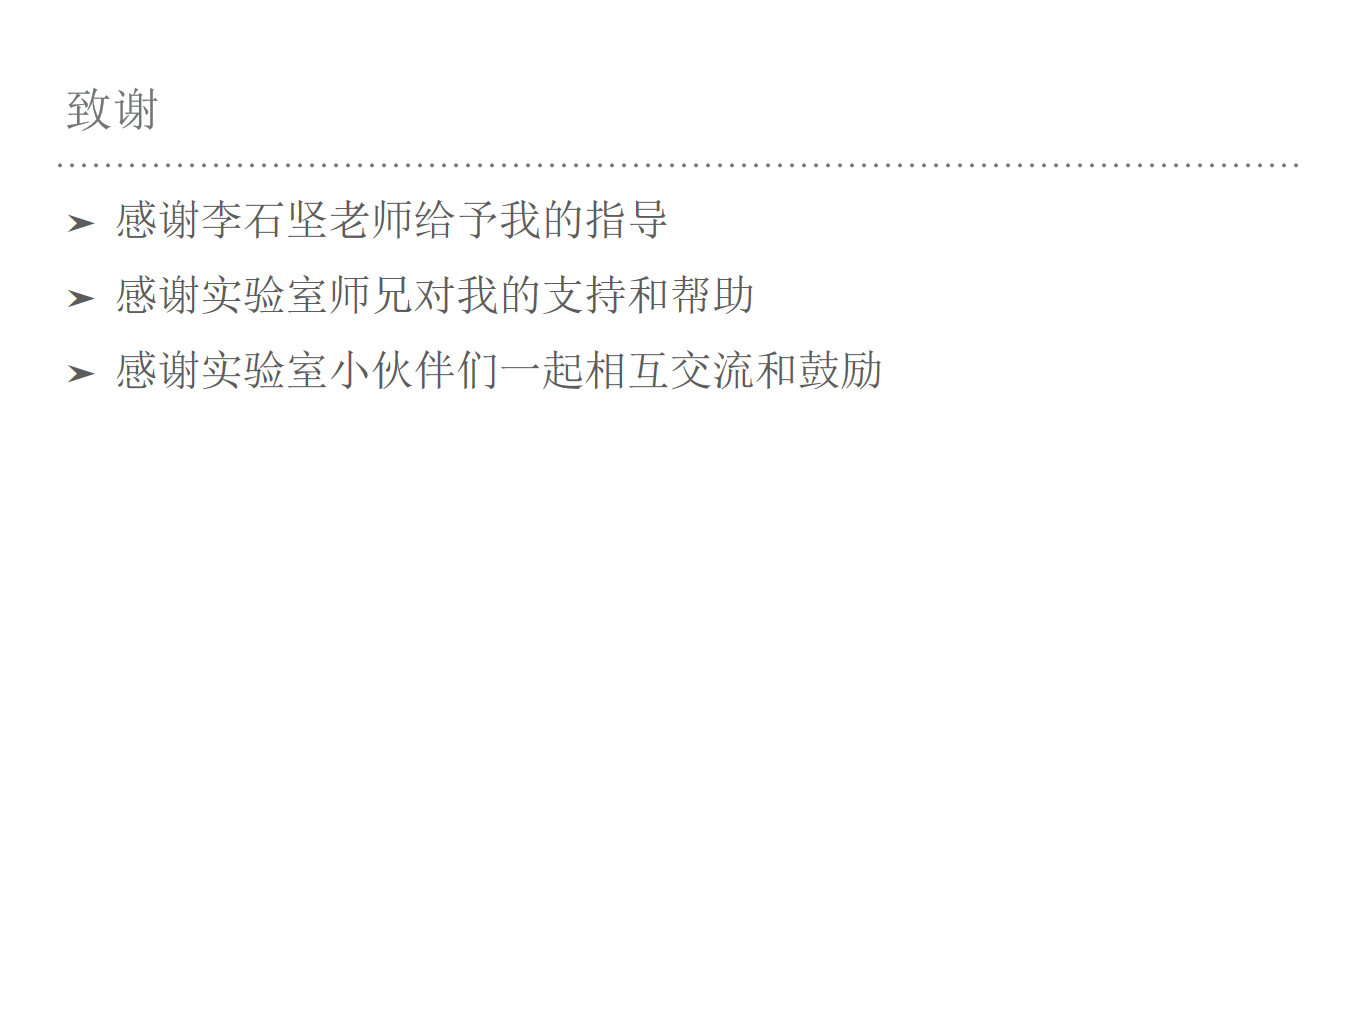 致谢
➤ 感谢李石坚老师给予我的指导
➤ 感谢实验室师兄对我的支持和帮助
➤ 感谢实验室小伙伴们一起相互交流和鼓励